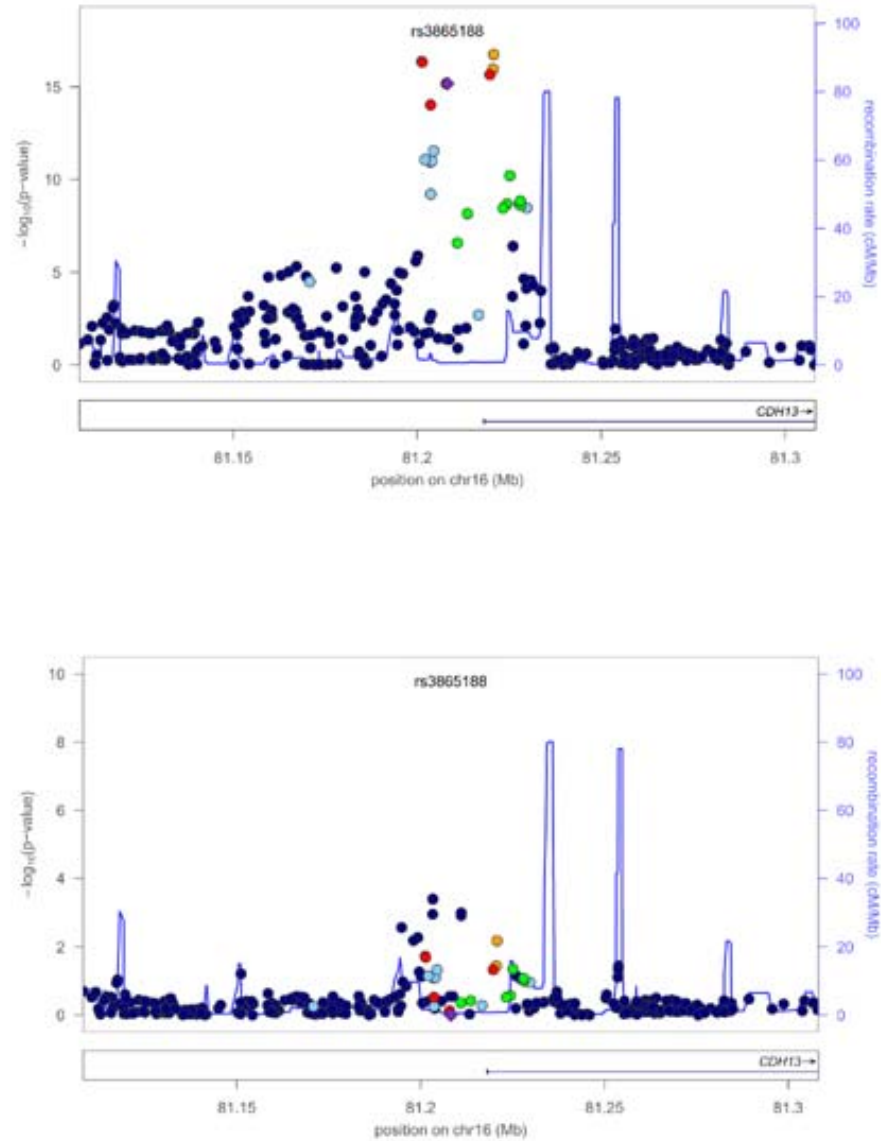 rs3865188
100
80
60
40
20
0
15
10
5
0
−log10(p−value)
recombination rate (cM/Mb)
CDH13→
81.15 81.2 81.25 81.3
position on chr16 (Mb)
rs3865188
10
8
6
4
2
0
100
80
60
40
20
0
−log10(p−value)
recombination rate (cM/Mb)
CDH13→
81.15 81.2 81.25 81.3
position on chr16 (Mb)